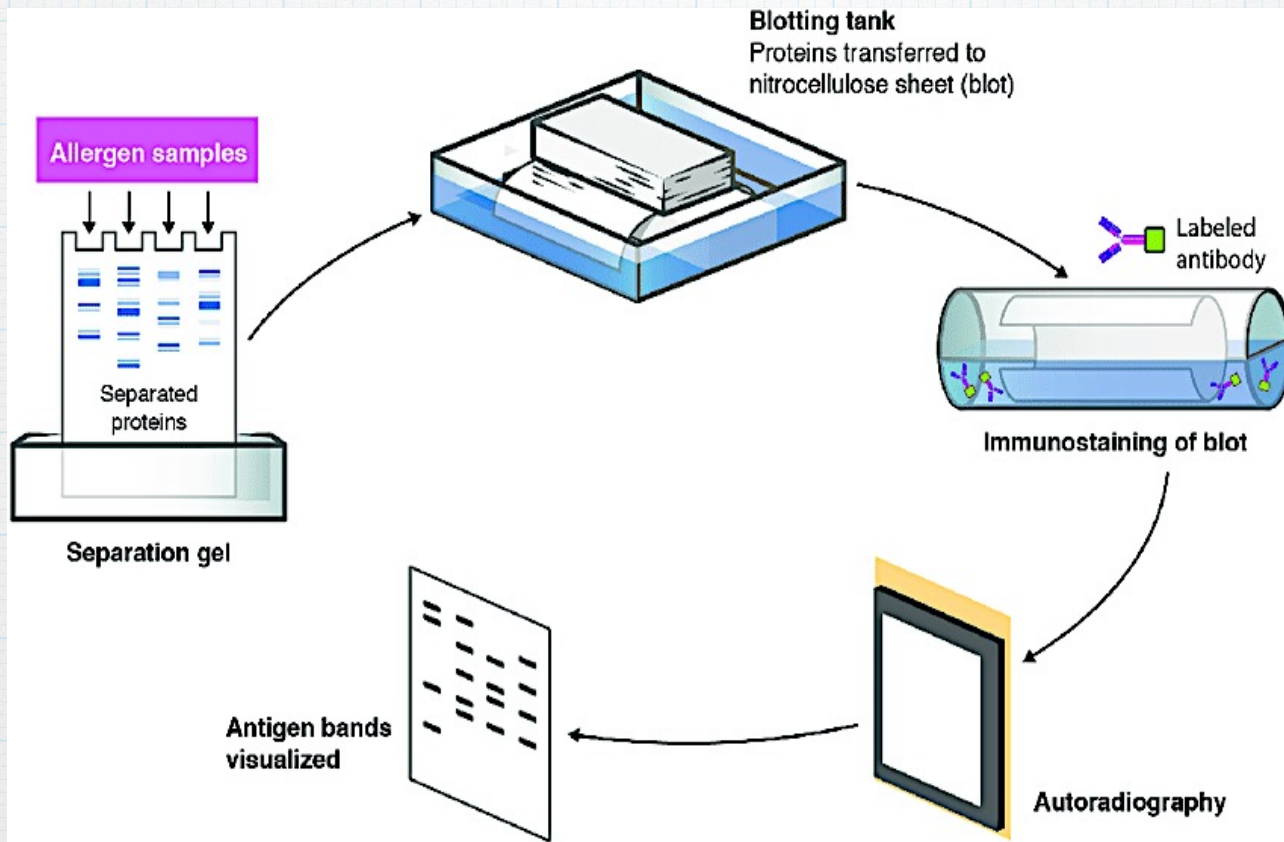 Allergen samples
Separated
proteins
Separation gel
Blotting tank
Proteins transferred to
nitrocellulose sheet (blot)
Labeled
antibody
Immunostaining of blot
Autoradiography
Antigen bands
visualized